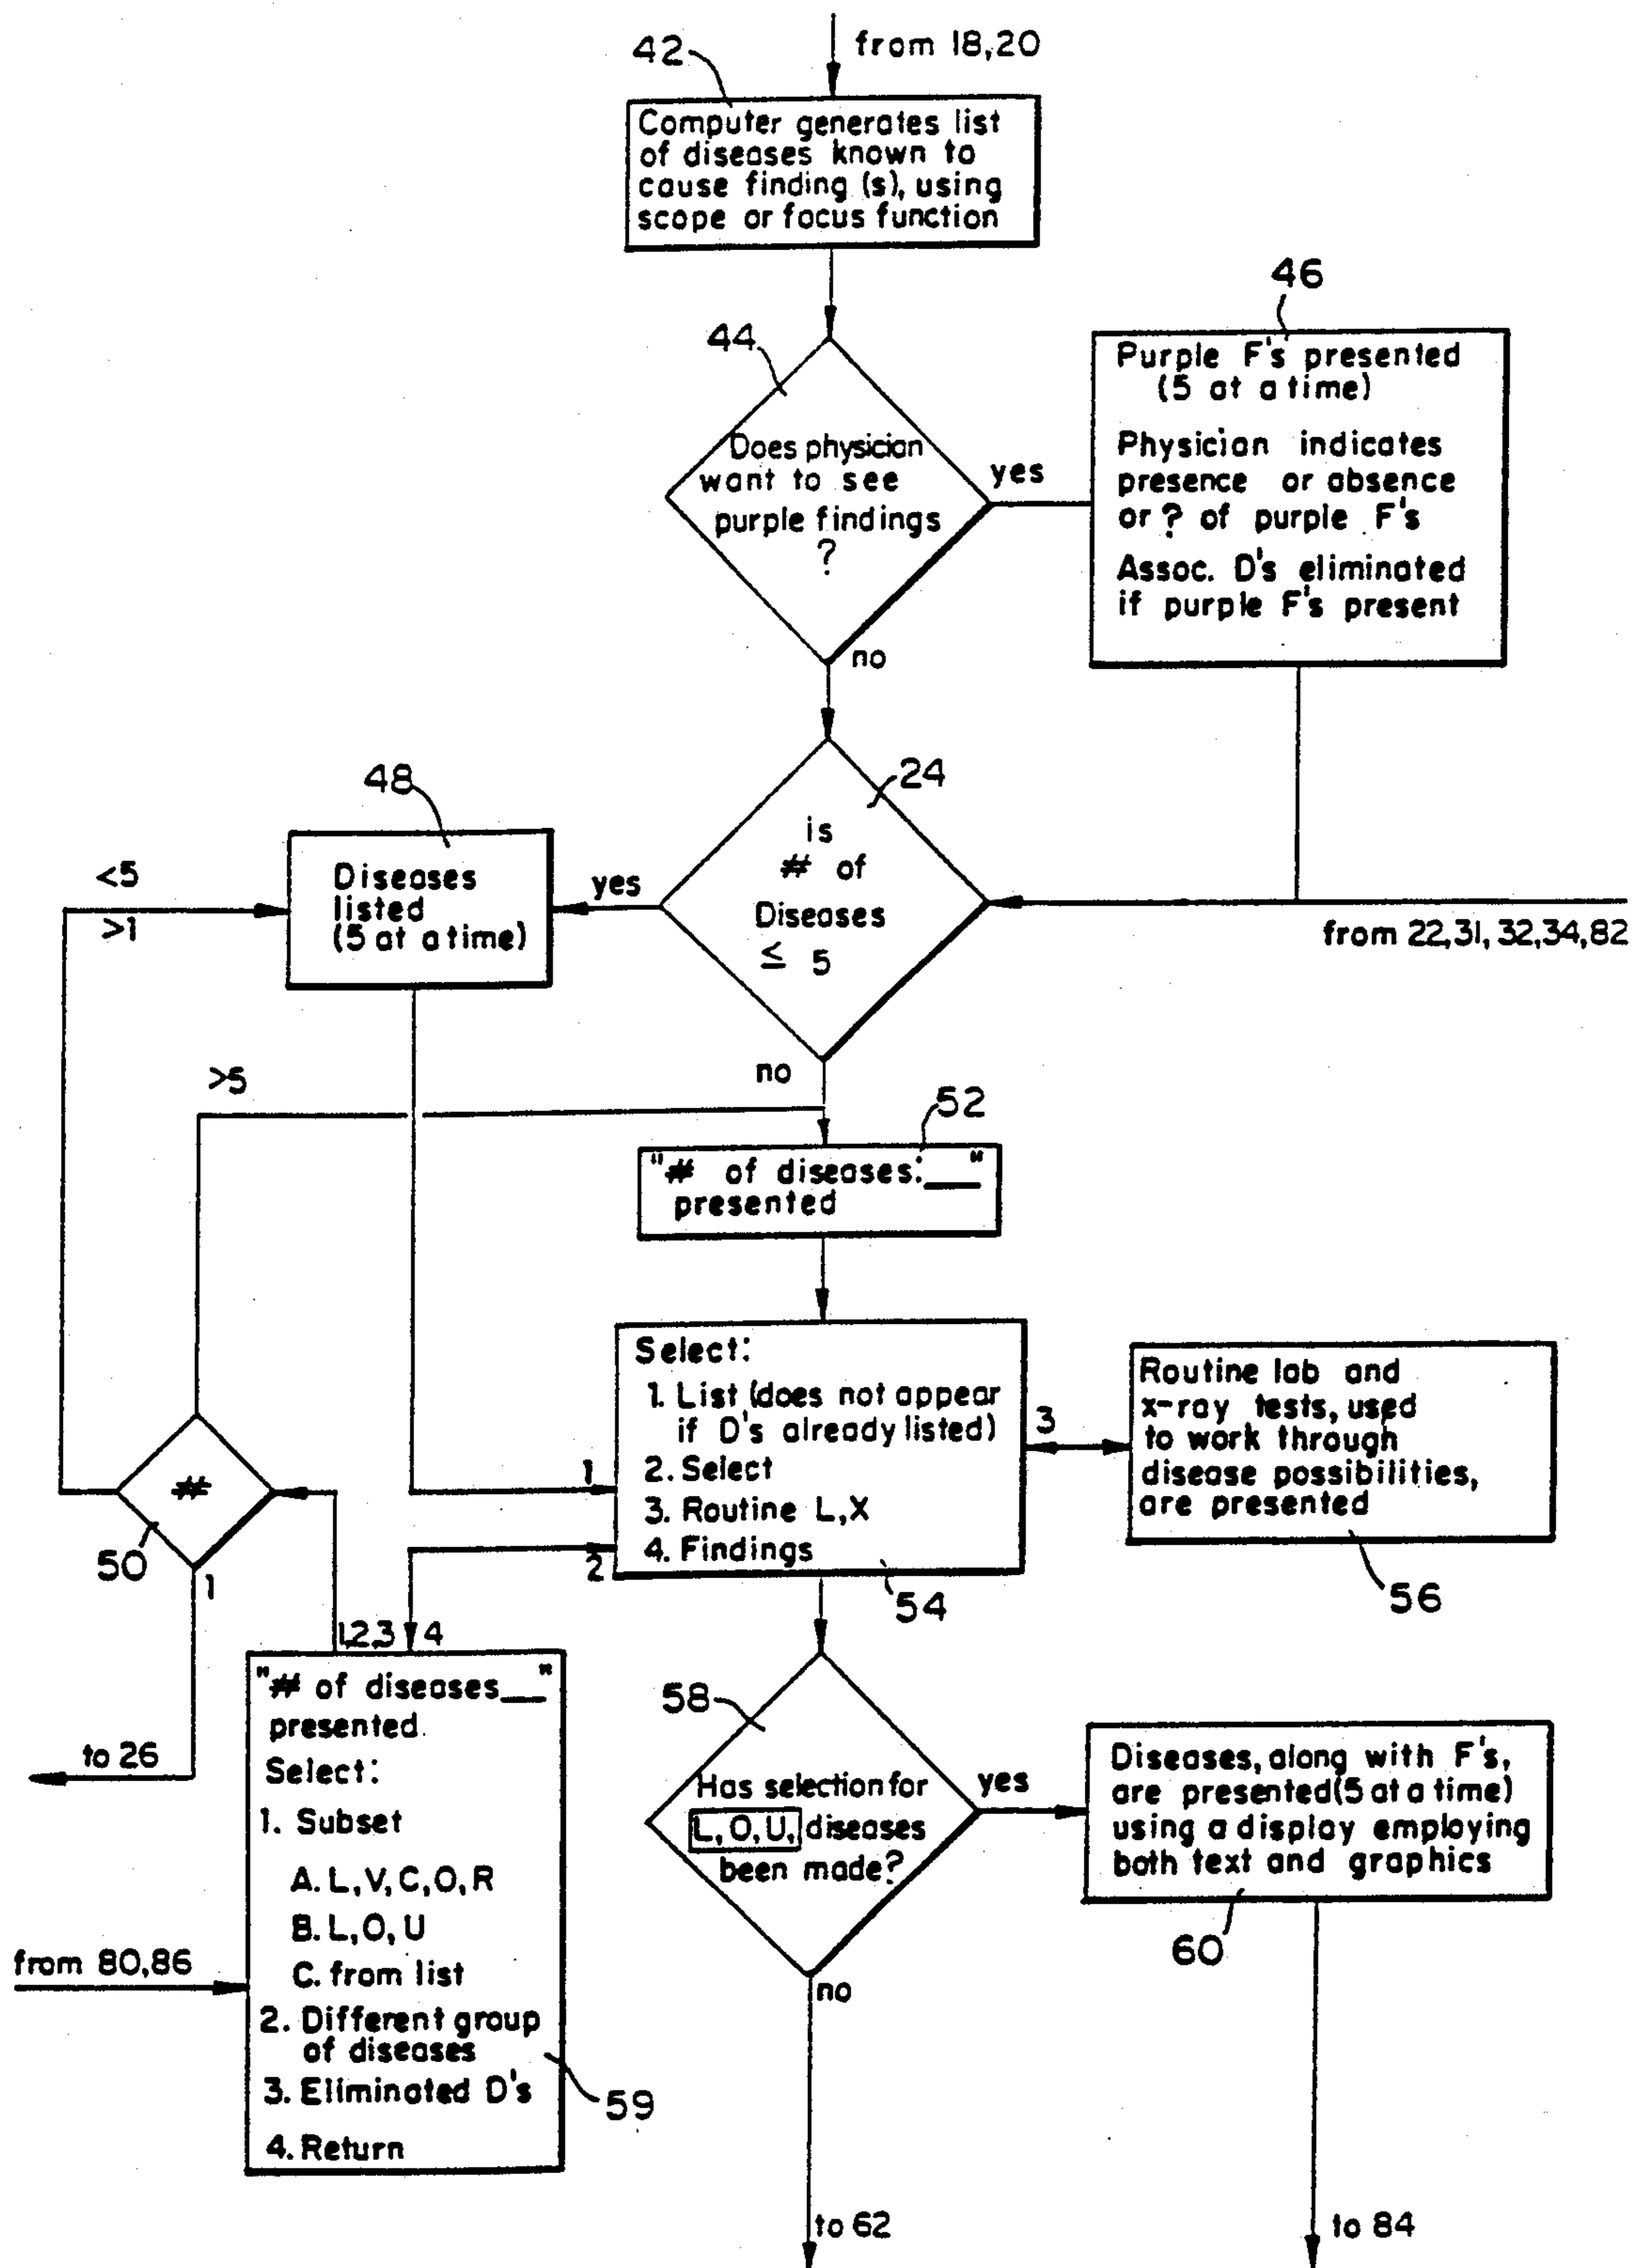 from 18,20
42
Computer generates list
of diseases known to
cause finding (s), using
scope or focus function
46
44
Purple F's presented
(5 at a time)
Physician indicates
presence or absence
or ? of purple F's
Assoc. D's eliminated
if purple F's present
Does physician
want to see
purple findings
?
yes
no
24
48
is
# of
Diseases
≤ 5
yes
Diseases
listed
(5 at a time)
<5
>1
from 22,31,32,34,82
no
>5
52
"# of diseases:__"
presented
Select:
1. List (does not appear
if D's already listed)
2. Select
3. Routine L,X
4. Findings
54
3
Routine lab and
x-ray tests, used
to work through
disease possibilities,
are presented
56
1
2
#
50
1
1,2,3
4
to 26
"# of diseases__"
presented.
Select:
1. Subset
A. L,V,C,O,R
B. L,O,U
C. from list
2. Different group
of diseases
3. Eliminated D's
4. Return
59
from 80,86
58
Has selection for
L,O,U, diseases
been made?
yes
Diseases, along with F's,
are presented (5 at a time)
using a display employing
both text and graphics
60
no
to 62
to 84